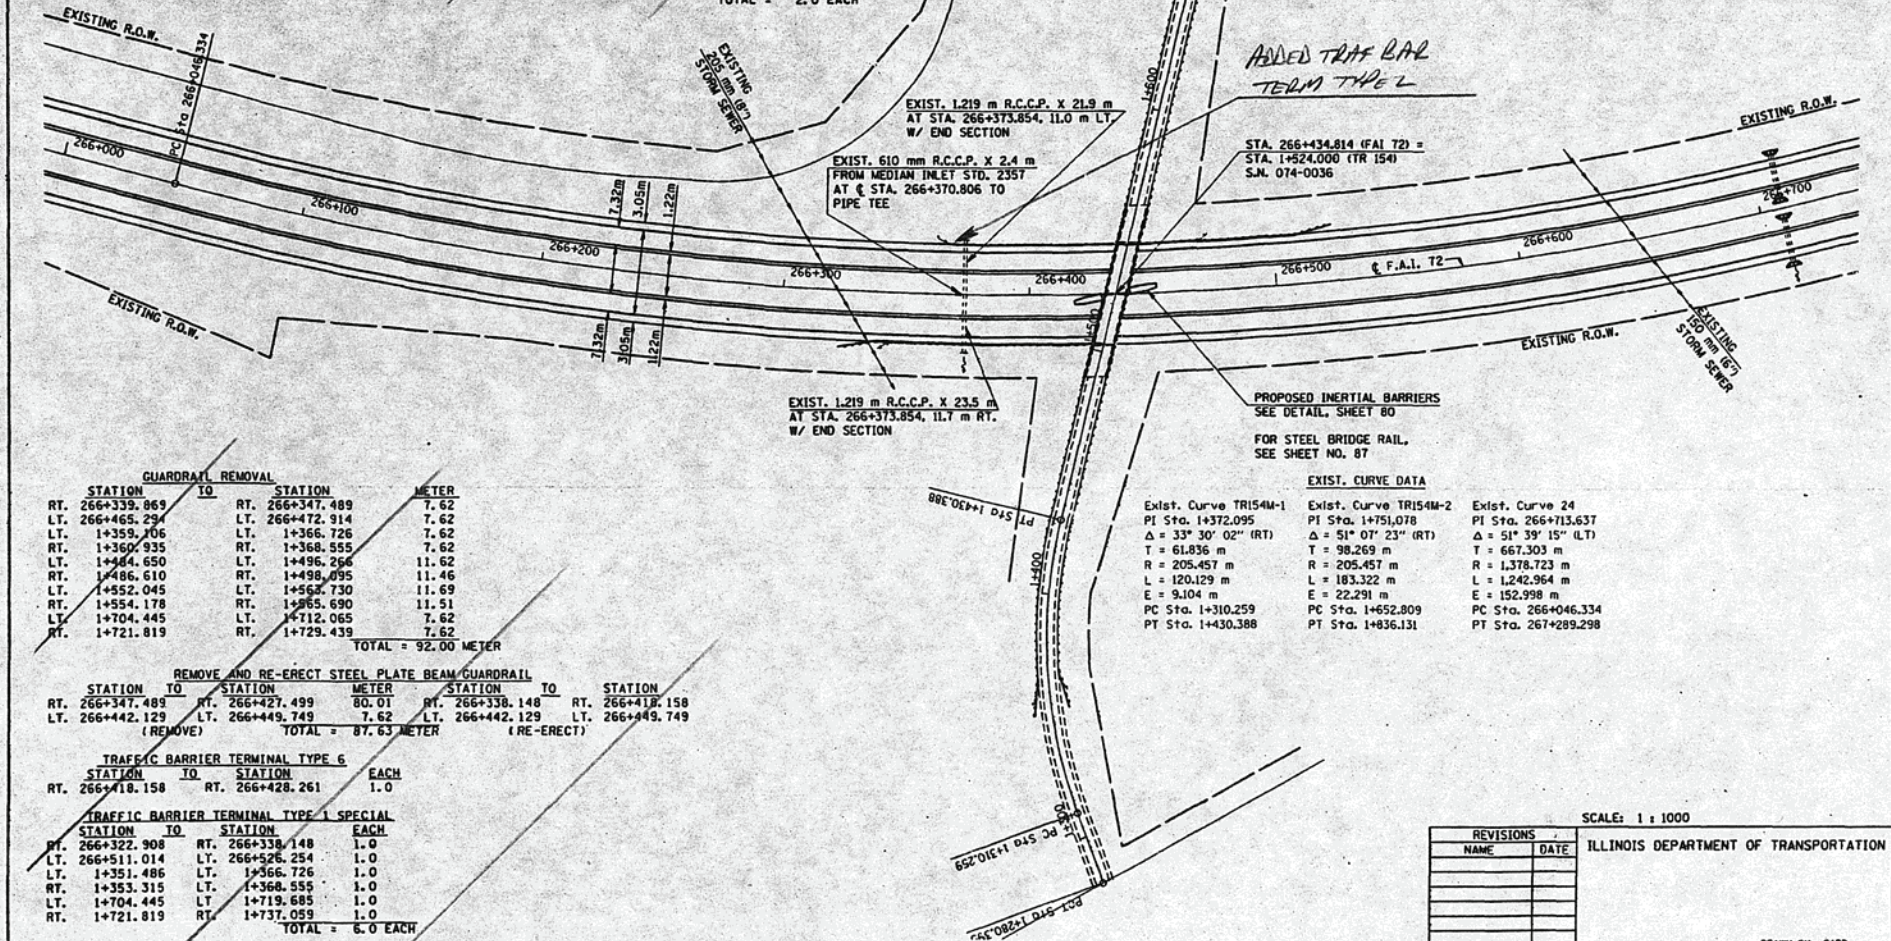 TOTAL = 2.0 EACH
EXISTING R.O.W.
PC Sta 266+046.334
EXISTING
205 mm (8")
STORM SEWER
1+600
ADDED TRAF BAR
TERM TYPE 2
EXIST. 1.219 m R.C.C.P. X 21.9 m
AT STA. 266+373.854, 11.0 m LT.
W/ END SECTION
EXIST. 610 mm R.C.C.P. X 2.4 m
FROM MEDIAN INLET STD. 2357
AT ℄ STA. 266+370.806 TO
PIPE TEE
STA. 266+434.814 (FAI 72) =
STA. 1+524.000 (TR 154)
S.N. 074-0036
EXISTING R.O.W.
266+000
266+100
266+200
266+300
266+400
266+500
266+600
266+700
℄ F.A.I. 72
7.32m
3.05m
1.22m
7.32m
3.05m
1.22m
1+500
EXISTING R.O.W.
EXISTING R.O.W.
EXISTING
150 mm (6")
STORM SEWER
EXIST. 1.219 m R.C.C.P. X 23.5 m
AT STA. 266+373.854, 11.7 m RT.
W/ END SECTION
PROPOSED INERTIAL BARRIERS
SEE DETAIL, SHEET 80
FOR STEEL BRIDGE RAIL,
SEE SHEET NO. 87
GUARDRAIL REMOVAL
STATION TO STATION METER
RT. 266+339.869 RT. 266+347.489 7.62
LT. 266+465.294 LT. 266+472.914 7.62
LT. 1+359.106 LT. 1+366.726 7.62
RT. 1+360.935 RT. 1+368.555 7.62
LT. 1+484.650 LT. 1+496.266 11.62
RT. 1+486.610 RT. 1+498.095 11.46
LT. 1+552.045 LT. 1+563.730 11.69
RT. 1+554.178 RT. 1+565.690 11.51
LT. 1+704.445 LT. 1+712.065 7.62
RT. 1+721.819 RT. 1+729.439 7.62
TOTAL = 92.00 METER
REMOVE AND RE-ERECT STEEL PLATE BEAM GUARDRAIL
STATION TO STATION METER STATION TO STATION
RT. 266+347.489 RT. 266+427.499 80.01 RT. 266+338.148 RT. 266+418.158
LT. 266+442.129 LT. 266+449.749 7.62 LT. 266+442.129 LT. 266+449.749
(REMOVE) TOTAL = 87.63 METER (RE-ERECT)
TRAFFIC BARRIER TERMINAL TYPE 6
STATION TO STATION EACH
RT. 266+418.158 RT. 266+428.261 1.0
TRAFFIC BARRIER TERMINAL TYPE 1 SPECIAL
STATION TO STATION EACH
RT. 266+322.908 RT. 266+338.148 1.0
LT. 266+511.014 LT. 266+526.254 1.0
LT. 1+351.486 LT. 1+366.726 1.0
RT. 1+353.315 LT. 1+368.555 1.0
LT. 1+704.445 LT 1+719.685 1.0
RT. 1+721.819 RT. 1+737.059 1.0
TOTAL = 6.0 EACH
PT Sta 1+430.388
1+400
PC Sta 1+310.259
POT Sta 1+280.395
EXIST. CURVE DATA
Exist. Curve TR154M-1
PI Sta. 1+372.095
Δ = 33° 30' 02" (RT)
T = 61.836 m
R = 205.457 m
L = 120.129 m
E = 9.104 m
PC Sta. 1+310.259
PT Sta. 1+430.388
Exist. Curve TR154M-2
PI Sta. 1+751,078
Δ = 51° 07' 23" (RT)
T = 98.269 m
R = 205.457 m
L = 183.322 m
E = 22.291 m
PC Sta. 1+652.809
PT Sta. 1+836.131
Exist. Curve 24
PI Sta. 266+713.637
Δ = 51° 39' 15" (LT)
T = 667.303 m
R = 1,378.723 m
L = 1,242.964 m
E = 152.998 m
PC Sta. 266+046.334
PT Sta. 267+289.298
SCALE: 1 : 1000
REVISIONS
NAME DATE
ILLINOIS DEPARTMENT OF TRANSPORTATION